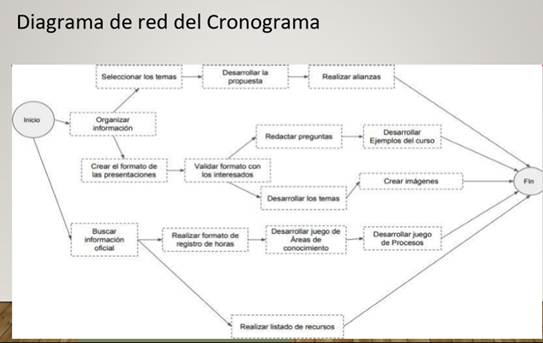 Diagrama de red del Cronograma
Seleccionar los temas
Desarrollar la
propuesta
Realizar alianzas
Inicio
Organizar
información
Redactar preguntas
Desarrollar
Ejemplos del curso
Crear el formato de
las presentaciones
Validar formato con
los interesados
Crear imágenes
Fin
Desarrollar los temas
Buscar
información
oficial
Realizar formato de
registro de horas
Desarrollar juego de
Áreas de
conocimiento
Desarrollar juego
de Procesos
Realizar listado de recursos